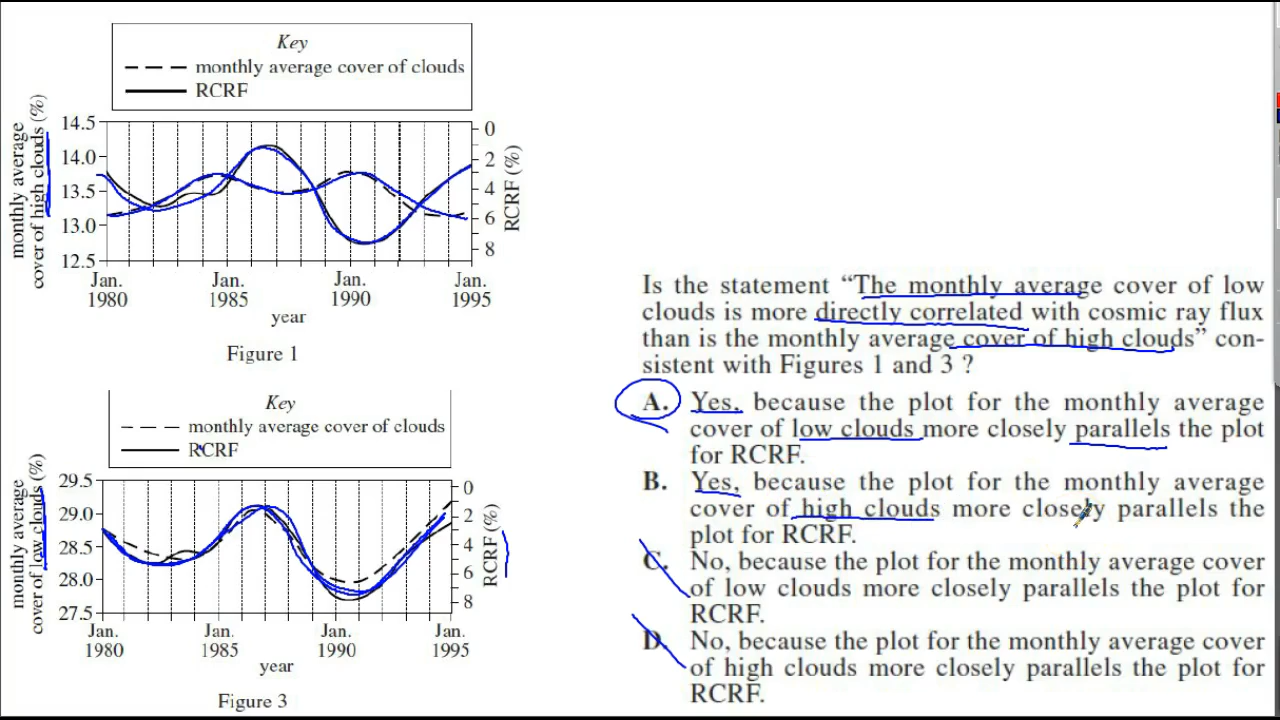 Key
monthly average cover of clouds
RCRF
monthly average
cover of high clouds (%)
14.5
14.0
13.5
13.0
12.5
0
2
4
6
8
RCRF (%)
Jan. Jan. Jan. Jan.
1980 1985 1990 1995
year
Figure 1
Key
monthly average cover of clouds
RCRF
monthly average
cover of low clouds (%)
29.5
29.0
28.5
28.0
27.5
0
2
4
6
8
RCRF (%)
Jan. Jan. Jan. Jan.
1980 1985 1990 1995
year
Figure 3
Is the statement “The monthly average cover of low
clouds is more directly correlated with cosmic ray flux
than is the monthly average cover of high clouds” con-
sistent with Figures 1 and 3 ?
A. Yes, because the plot for the monthly average
cover of low clouds more closely parallels the plot
for RCRF.
B. Yes, because the plot for the monthly average
cover of high clouds more closely parallels the
plot for RCRF.
C. No, because the plot for the monthly average cover
of low clouds more closely parallels the plot for
RCRF.
D. No, because the plot for the monthly average cover
of high clouds more closely parallels the plot for
RCRF.